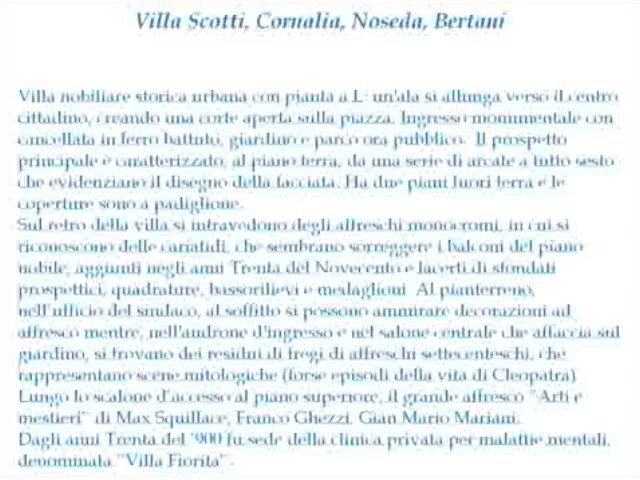 Villa Scotti, Cornalia, Noseda, Bertani
Villa nobiliare storica urbana con pianta a L: un'ala si allunga verso il centro
cittadino, creando una corte aperta sulla piazza. Ingresso monumentale con
cancellata in ferro battuto, giardino e parco ora pubblico. Il prospetto
principale è caratterizzato, al piano terra, da una serie di arcate a tutto sesto
che evidenziano il disegno della facciata. Ha due piani fuori terra e le
coperture sono a padiglione.
Sul retro della villa si intravedono degli affreschi monocromi, in cui si
riconoscono delle cariatidi, che sembrano sorreggere i balconi del piano
nobile, aggiunti negli anni Trenta del Novecento e lacerti di sfondati
prospettici, quadrature, bassorilievi e medaglioni. Al pianterreno,
nell'ufficio del sindaco, al soffitto si possono ammirare decorazioni ad
affresco mentre, nell'androne d'ingresso e nel salone centrale che affaccia sul
giardino, si trovano dei residui di fregi di affreschi settecenteschi, che
rappresentano scene mitologiche (forse episodi della vita di Cleopatra).
Lungo lo scalone d'accesso al piano superiore, il grande affresco "Arti e
mestieri" di Max Squillace, Franco Ghezzi, Gian Mario Mariani.
Dagli anni Trenta del '900 fu sede della clinica privata per malattie mentali,
denominata "Villa Fiorita".